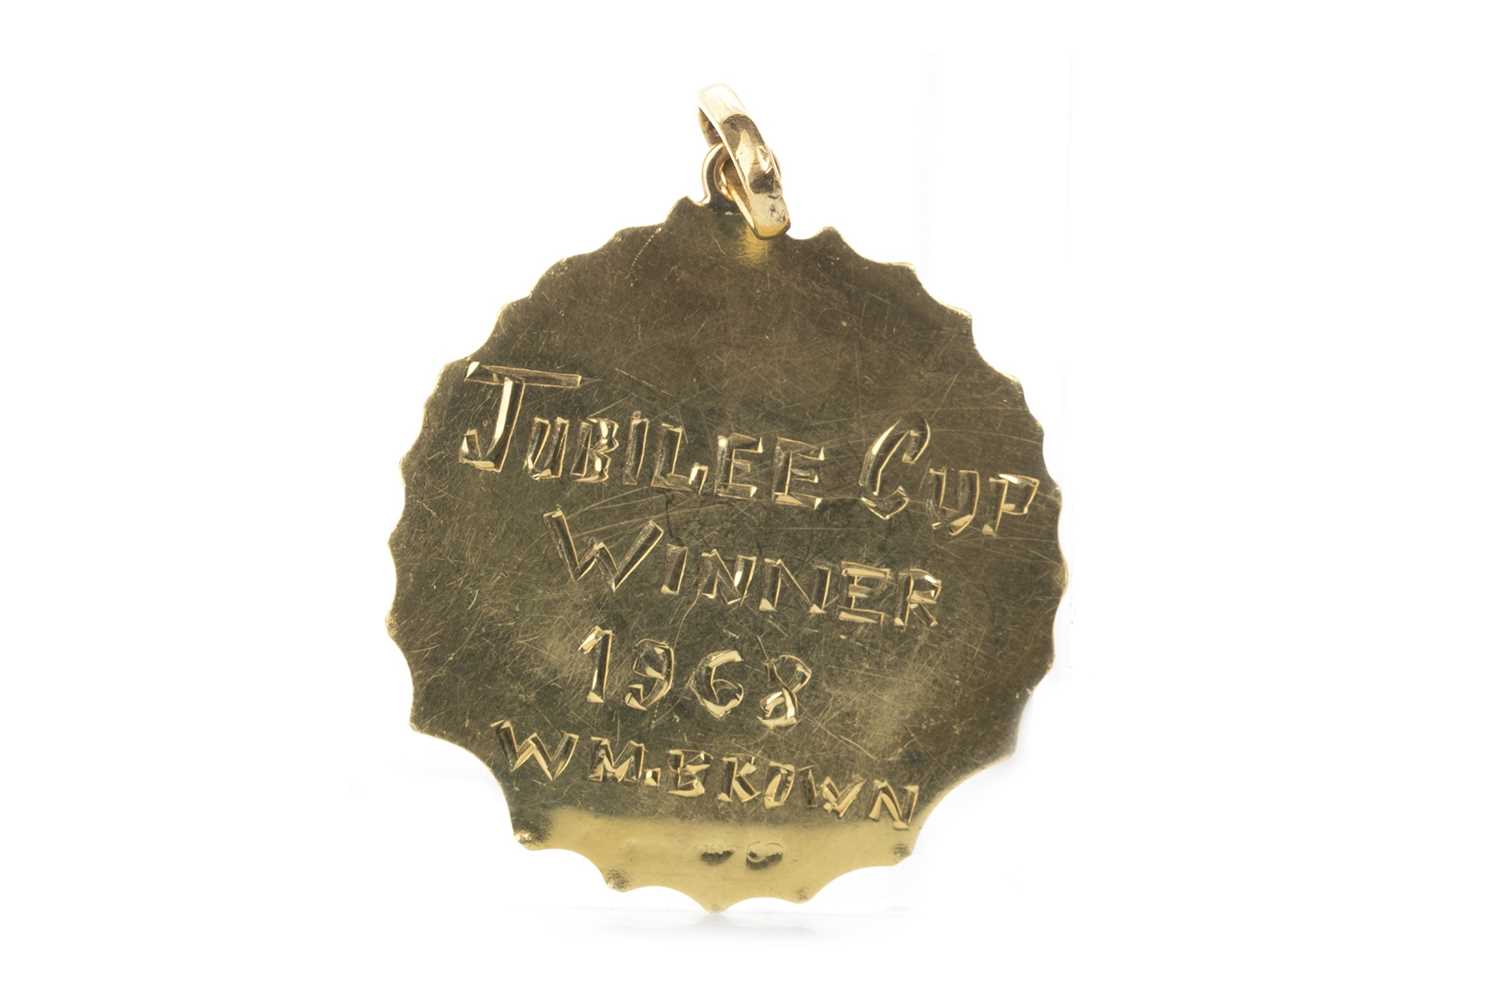 JUBILEE CUP
WINNER
1968
WM. BROWN